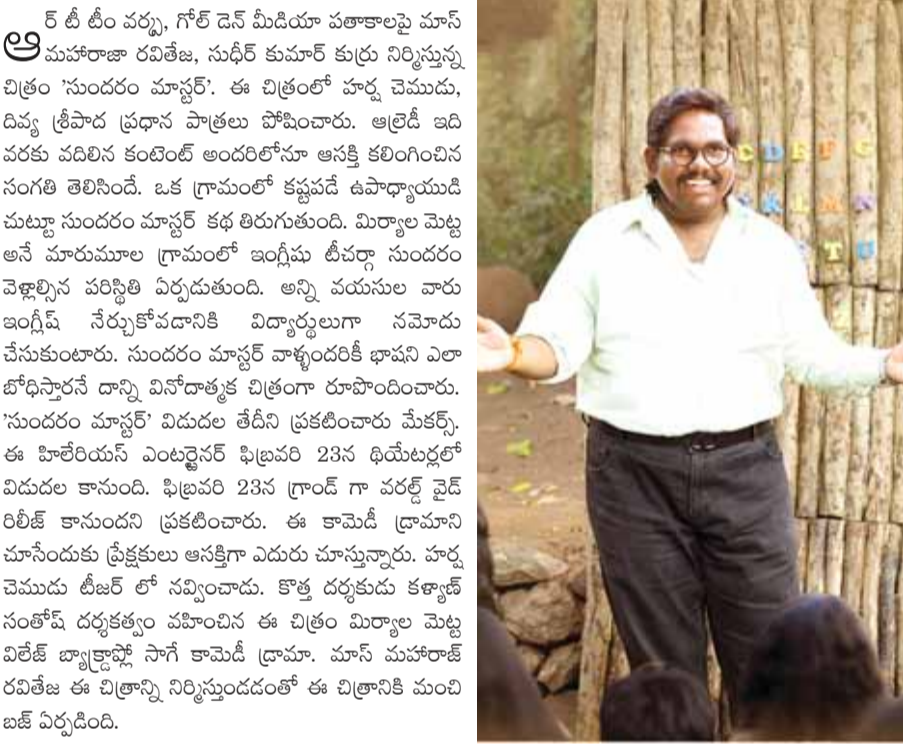 ఆర్ టీ టీం వర్క్స్, గోల్ డెన్ మీడియా పతాకాలపై మాస్
మహారాజా రవితేజ, సుధీర్ కుమార్ కుర్రు నిర్మిస్తున్న
చిత్రం 'సుందరం మాస్టర్'. ఈ చిత్రంలో హర్ష చెముడు,
దివ్య శ్రీపాద ప్రధాన పాత్రలు పోషించారు. ఆల్రెడీ ఇది
వరకు వదిలిన కంటెంట్ అందరిలోనూ ఆసక్తి కలింగించిన
సంగతి తెలిసిందే. ఒక గ్రామంలో కష్టపడే ఉపాధ్యాయుడి
చుట్టూ సుందరం మాస్టర్ కథ తిరుగుతుంది. మిర్యాల మెట్ట
అనే మారుమూల గ్రామంలో ఇంగ్లీషు టీచర్గా సుందరం
వెళ్లాల్సిన పరిస్థితి ఏర్పడుతుంది. అన్ని వయసుల వారు
ఇంగ్లీష్ నేర్చుకోవడానికి విద్యార్థులుగా నమోదు
చేసుకుంటారు. సుందరం మాస్టర్ వాళ్ళందరికీ భాషని ఎలా
బోధిస్తారనే దాన్ని వినోదాత్మక చిత్రంగా రూపొందించారు.
'సుందరం మాస్టర్' విడుదల తేదీని ప్రకటించారు మేకర్స్.
ఈ హిలేరియస్ ఎంటర్టైనర్ ఫిబ్రవరి 23న థియేటర్లలో
విడుదల కానుంది. ఫిబ్రవరి 23న గ్రాండ్ గా వరల్డ్ వైడ్
రిలీజ్ కానుందని ప్రకటించారు. ఈ కామెడీ డ్రామాని
చూసేందుకు ప్రేక్షకులు ఆసక్తిగా ఎదురు చూస్తున్నారు. హర్ష
చెముడు టీజర్ లో నవ్వించాడు. కొత్త దర్శకుడు కళ్యాణ్
సంతోష్ దర్శకత్వం వహించిన ఈ చిత్రం మిర్యాల మెట్ట
విలేజ్ బ్యాక్డ్రాప్లో సాగే కామెడీ డ్రామా. మాస్ మహారాజ్
రవితేజ ఈ చిత్రాన్ని నిర్మిస్తుండడంతో ఈ చిత్రానికి మంచి
బజ్ ఏర్పడింది.
C D E F G
K L M N
T U